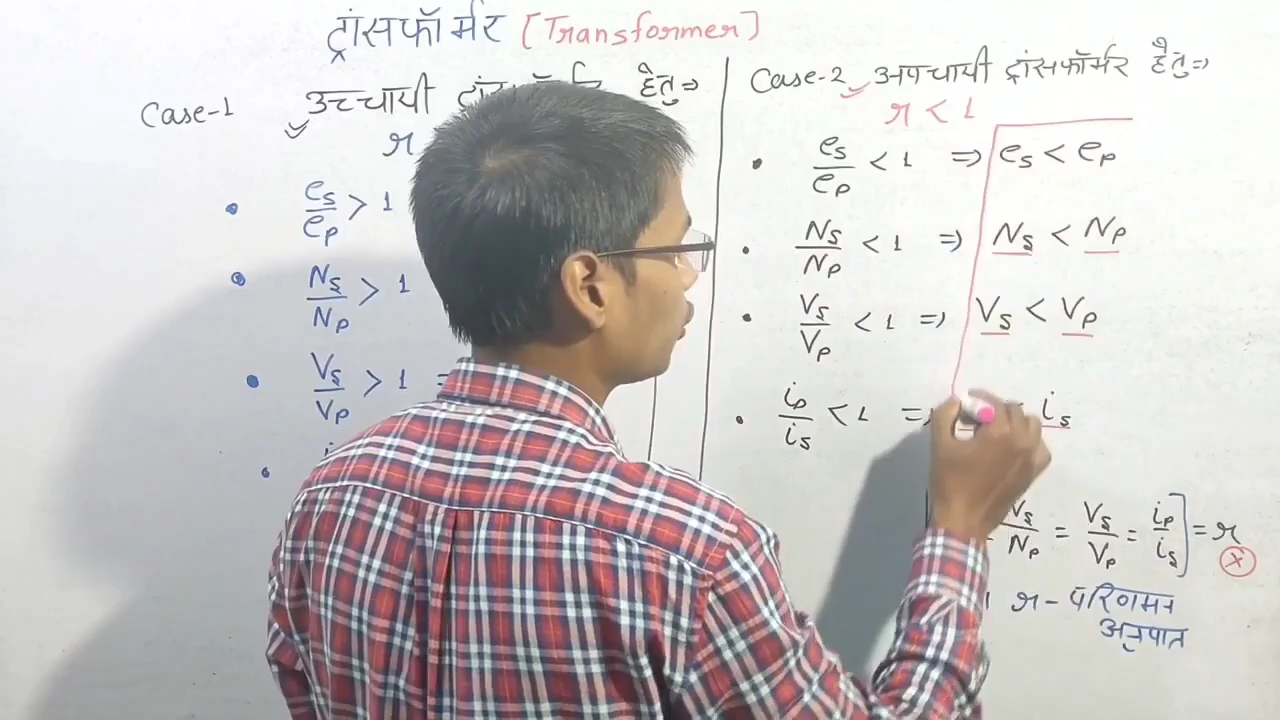 ट्रांसफॉर्मर [Transformer]
Case-1 उच्चायी ट्रांसफॉर्मर हेतु⇒
r
• es/ep > 1
• Ns/Np > 1
• Vs/Vp > 1 =
•
Case-2 अपचायी ट्रांसफॉर्मर हेतु⇒
r < 1
• es/ep < 1 ⇒ es < ep
• Ns/Np < 1 ⇒ Ns < Np
• Vs/Vp < 1 ⇒ Vs < Vp
• ip/is < 1 ⇒ is
/Np = Vs/Vp = ip/is] = r
(x)
r - परिणमन
अनुपात